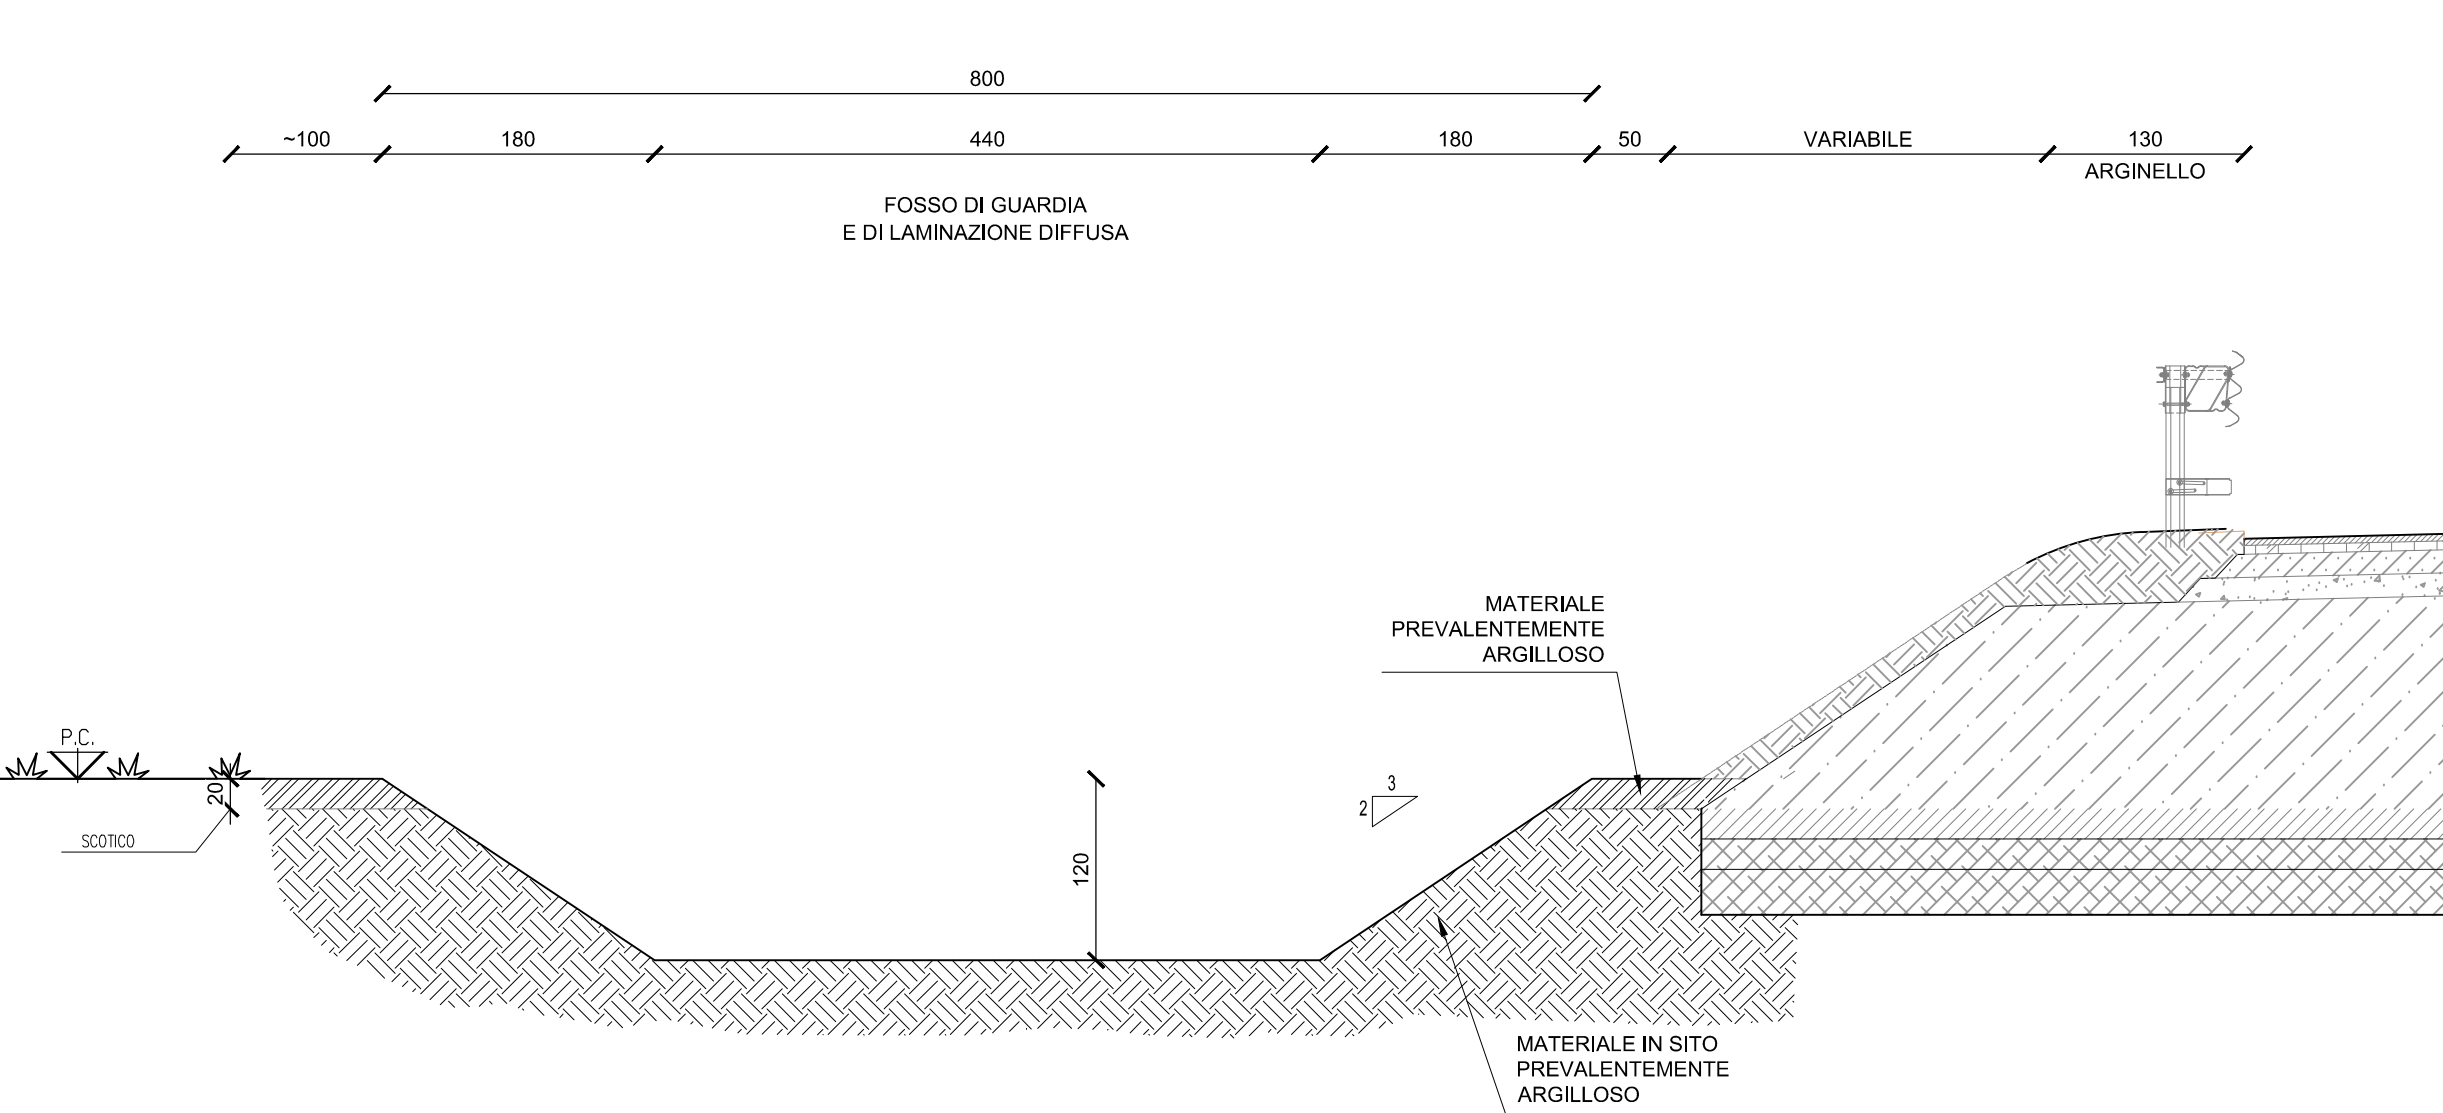 800
~100
180
440
180
50
VARIABILE
130
ARGINELLO
FOSSO DI GUARDIA
E DI LAMINAZIONE DIFFUSA
MATERIALE
PREVALENTEMENTE
ARGILLOSO
P.C.
20
SCOTICO
3
2
120
MATERIALE IN SITO
PREVALENTEMENTE
ARGILLOSO